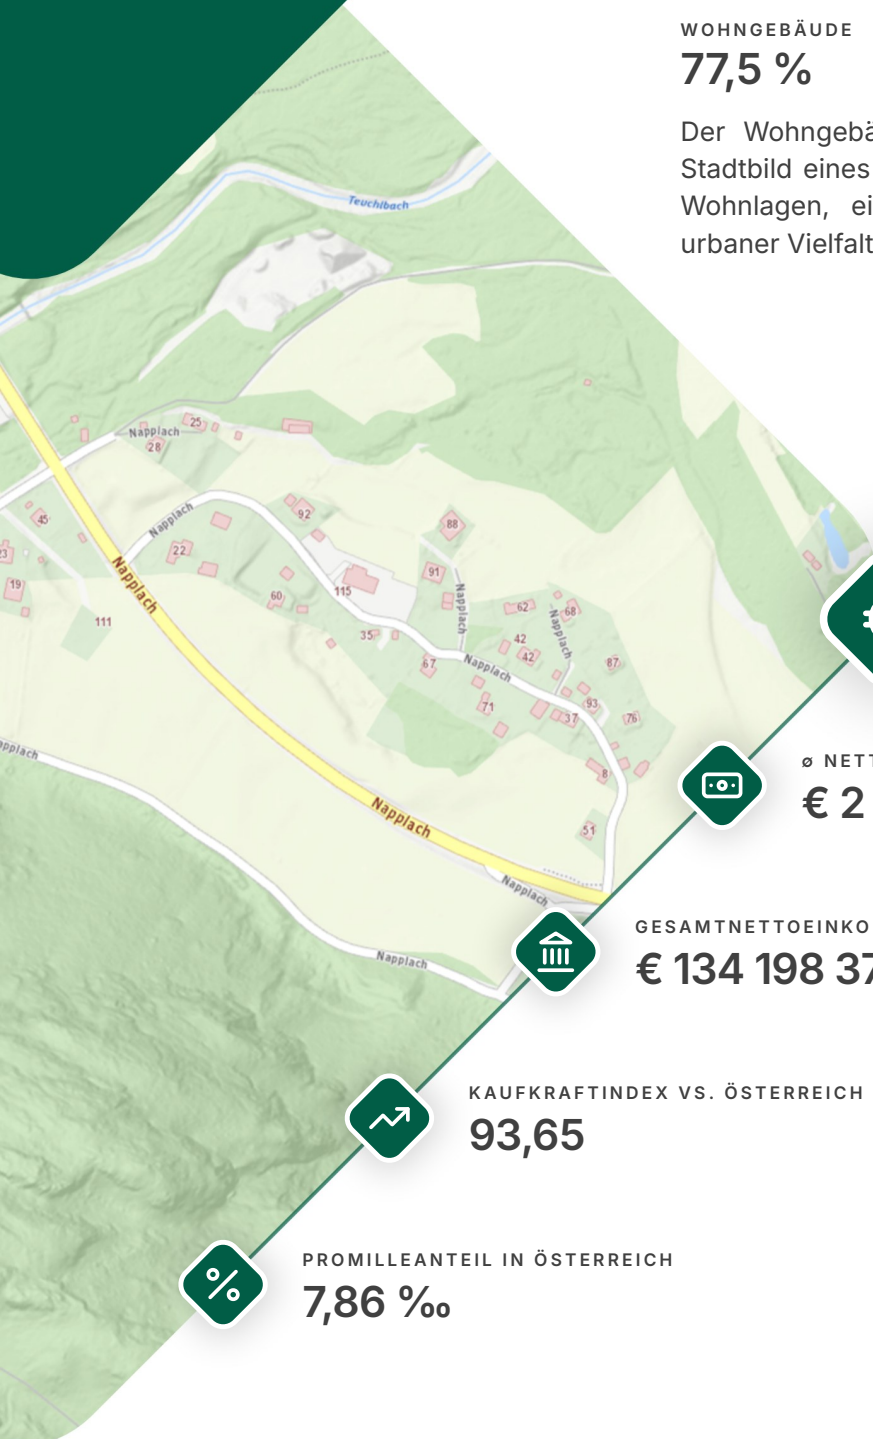 WOHNGEBÄUDE
77,5 %
Der Wohngebä
Stadtbild eines
Wohnlagen, ei
urbaner Vielfalt
Teuchlbach
Napplach
25
28
45
Napplach
92
88
22
23
19
91
115
60
111
Napplach
Napplach
62
68
35
42
42
Napplach
67
Napplach
87
71
93
37
76
applach
8
Napplach
51
Napplach
Napplach
ø NETT
€ 2
GESAMTNETTOEINKO
€ 134 198 37
KAUFKRAFTINDEX VS. ÖSTERREICH
93,65
PROMILLEANTEIL IN ÖSTERREICH
7,86 ‰